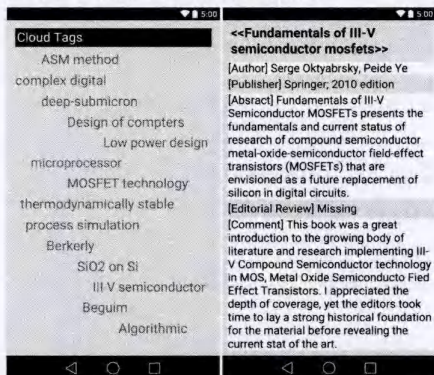 5:00
Cloud Tags
ASM method
complex digital
deep-submicron
Design of compters
Low power design
microprocessor
MOSFET technology
thermodynamically stable
process simulation
Berkerly
SiO2 on Si
III-V semiconductor
Beguim
Algorithmic
5:00
<<Fundamentals of III-V
semiconductor mosfets>>
[Author] Serge Oktyabrsky, Peide Ye
[Publisher] Springer; 2010 edition
[Absract] Fundamentals of III-V
Semiconductor MOSFETs presents the
fundamentals and current status of
research of compound semiconductor
metal-oxide-semiconductor field-effect
transistors (MOSFETs) that are
envisioned as a future replacement of
silicon in digital circuits.
[Editorial Review] Missing
[Comment] This book was a great
introduction to the growing body of
literature and research implementing III-
V Compound Semiconductor technology
in MOS, Metal Oxide Semiconducto Fied
Effect Transistors. I appreciated the
depth of coverage, yet the editors took
time to lay a strong historical foundation
for the material before revealing the
current stat of the art.